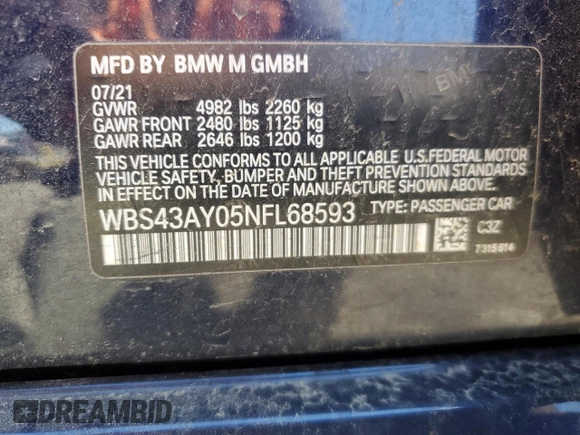 MFD BY BMW M GMBH
07/21
GVWR 4982 lbs 2260 kg
GAWR FRONT 2480 lbs 1125 kg
GAWR REAR 2646 lbs 1200 kg
THIS VEHICLE CONFORMS TO ALL APPLICABLE U.S.FEDERAL MOTOR
VEHICLE SAFETY, BUMPER AND THEFT PREVENTION STANDARDS
IN EFFECT ON THE DATE OF MANUFACTURE SHOWN ABOVE.
WBS43AY05NFL68593 TYPE: PASSENGER CAR
C3Z
7315614
DREAMBID